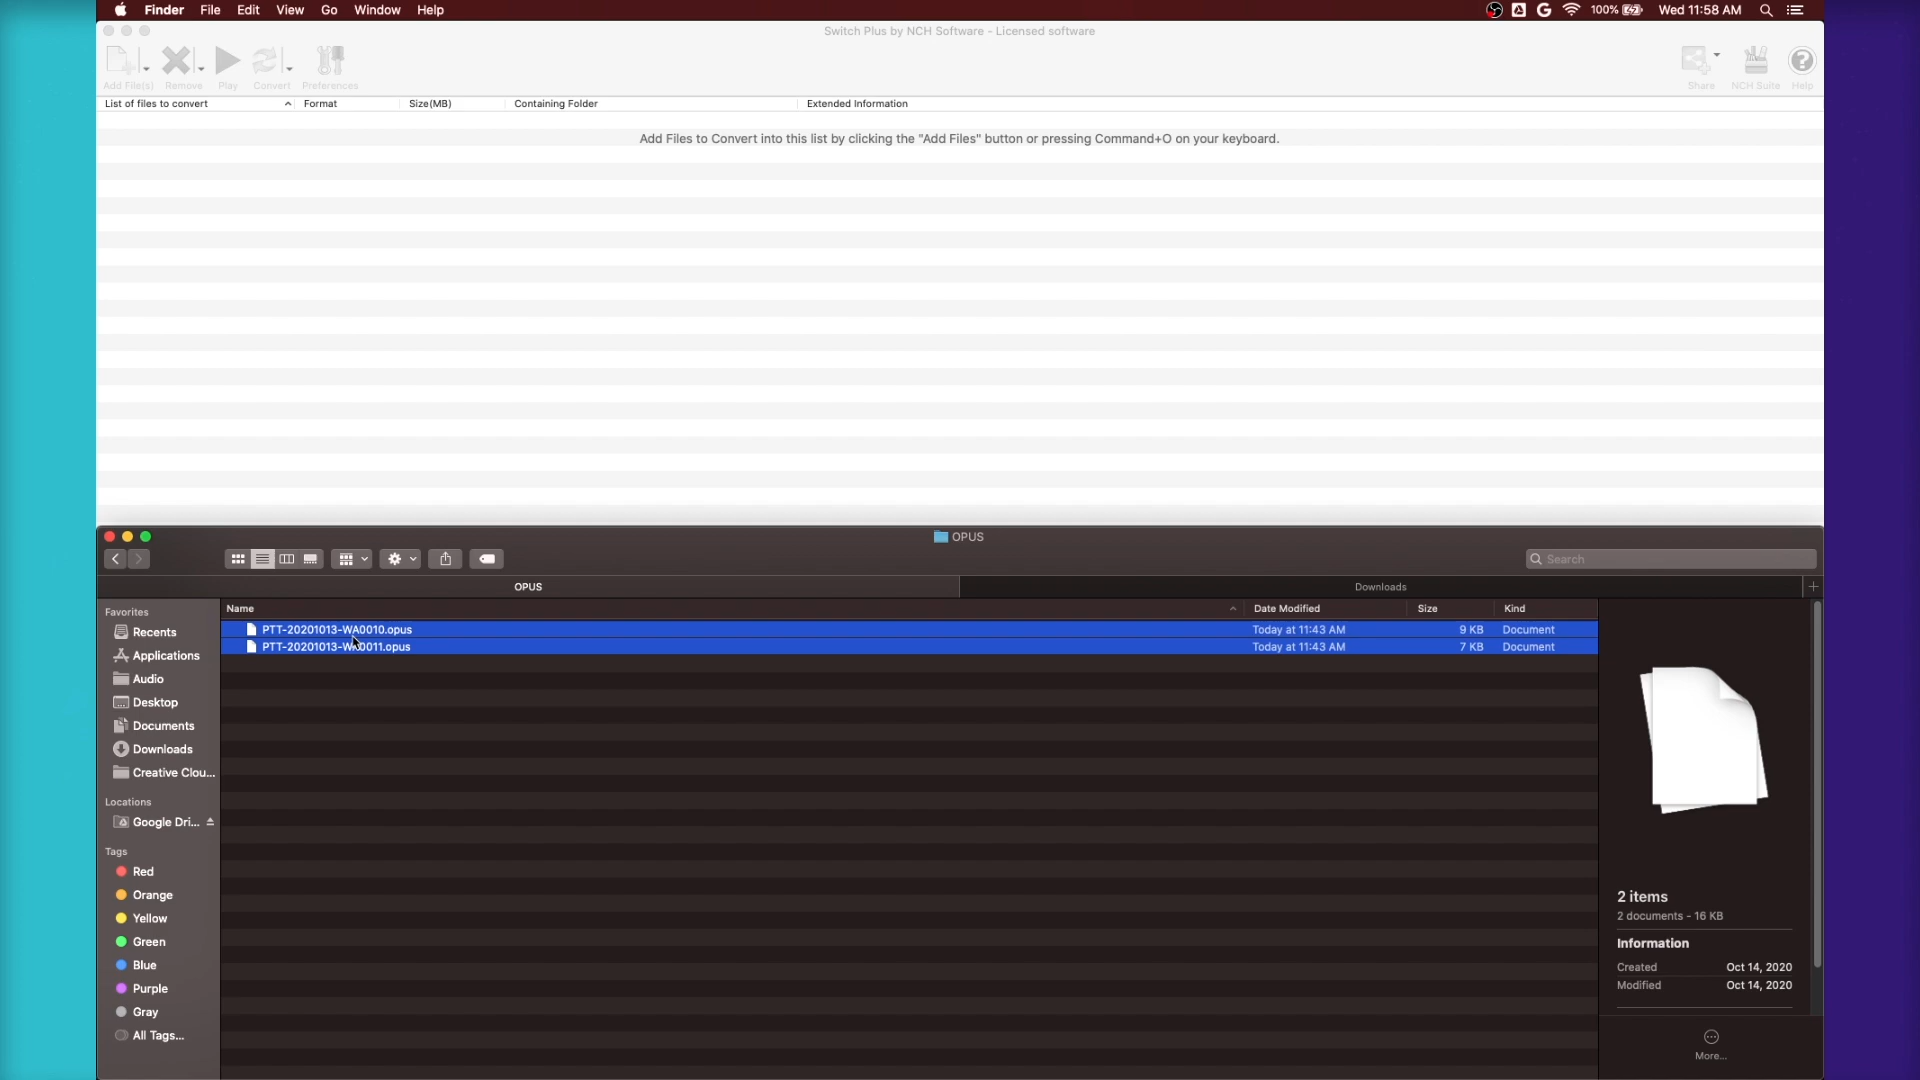 Finder File Edit View Go Window Help 100% Wed 11:58 AM
Switch Plus by NCH Software - Licensed software
Add File(s) Remove Play Convert Preferences Share NCH Suite Help
List of files to convert Format Size(MB) Containing Folder Extended Information
Add Files to Convert into this list by clicking the "Add Files" button or pressing Command+O on your keyboard.
OPUS
Search
OPUS Downloads
Favorites
Recents
Applications
Audio
Desktop
Documents
Downloads
Creative Clou...
Locations
Google Dri...
Tags
Red
Orange
Yellow
Green
Blue
Purple
Gray
All Tags...
Name Date Modified Size Kind
PTT-20201013-WA0010.opus Today at 11:43 AM 9 KB Document
PTT-20201013-WA0011.opus Today at 11:43 AM 7 KB Document
2 items
2 documents - 16 KB
Information
Created Oct 14, 2020
Modified Oct 14, 2020
More...